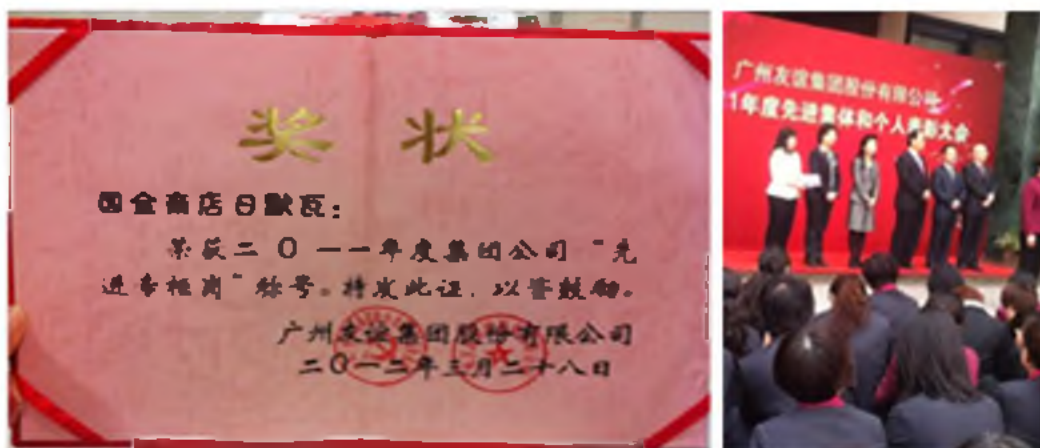 奖 状
国金商店日默瓦:
荣获二〇一一年度集团公司“先
进专柜岗”称号。特发此证,以资鼓励。
广州友谊集团股份有限公司
二〇一二年三月二十八日
广州友谊集团股份有限公司
1年度先进集体和个人表彰大会